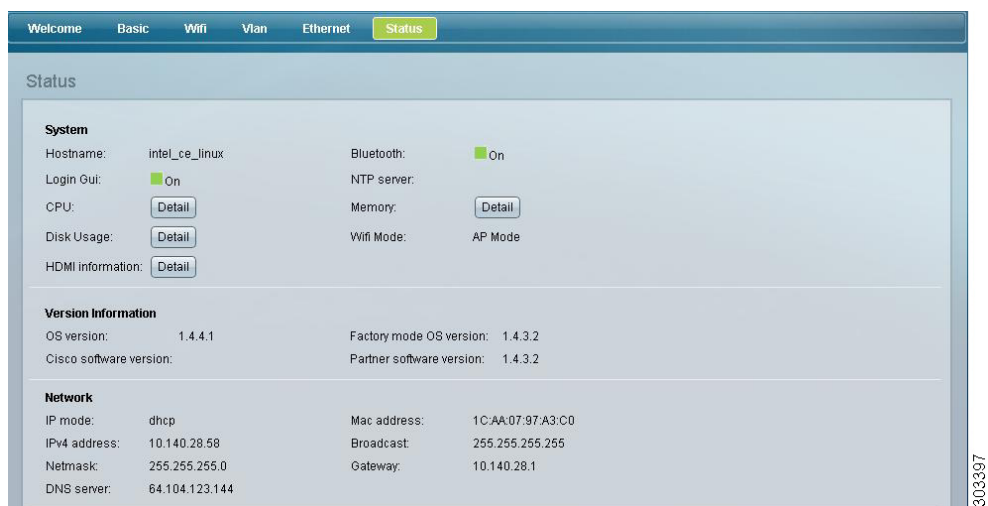 Welcome Basic Wifi Vlan Ethernet Status
Status
System
Hostname: intel_ce_linux Bluetooth: On
Login Gui: On NTP server:
CPU: Detail Memory: Detail
Disk Usage: Detail Wifi Mode: AP Mode
HDMI information: Detail
Version Information
OS version: 1.4.4.1 Factory mode OS version: 1.4.3.2
Cisco software version: Partner software version: 1.4.3.2
Network
IP mode: dhcp Mac address: 1C:AA:07:97:A3:C0
IPv4 address: 10.140.28.58 Broadcast: 255.255.255.255
Netmask: 255.255.255.0 Gateway: 10.140.28.1
DNS server: 64.104.123.144
303397